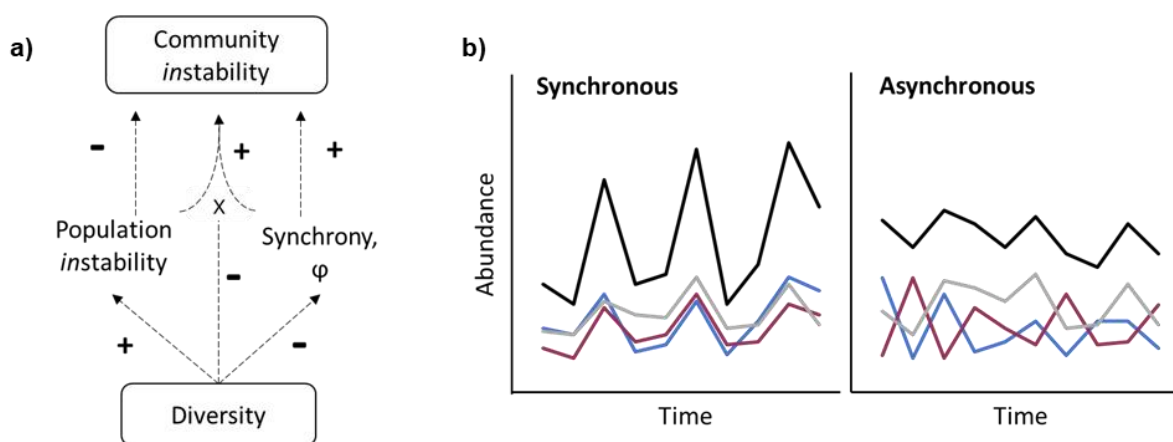 a)
Community
instability
-
+
+
x
Population
instability
Synchrony,
φ
-
+
-
Diversity
b)
Synchronous
Asynchronous
Abundance
Time
Time